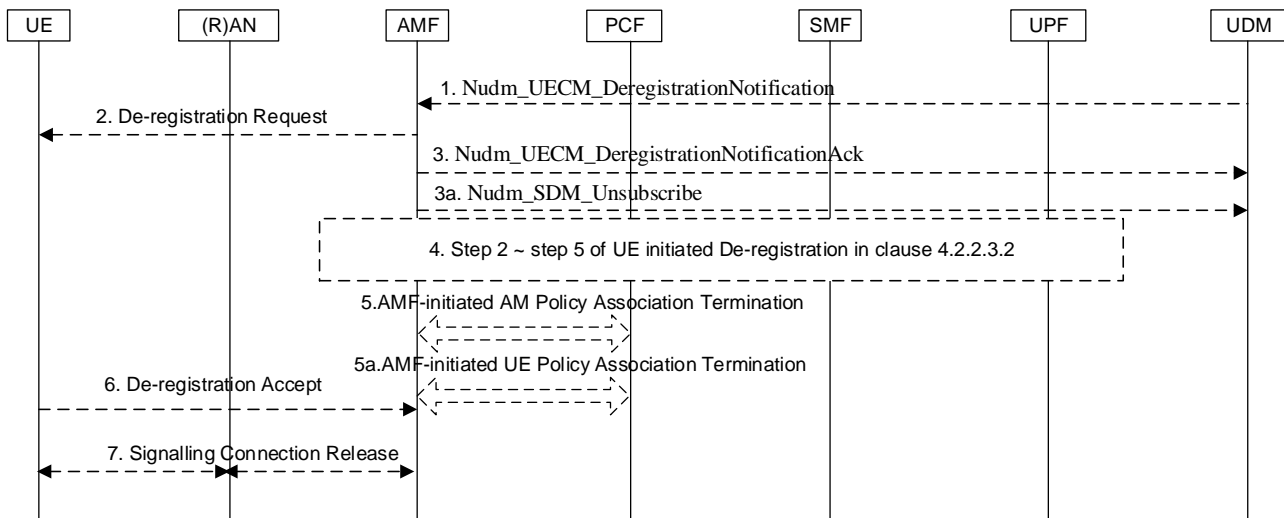 UE (R)AN AMF PCF SMF UPF UDM
1. Nudm_UECM_DeregistrationNotification
2. De-registration Request
3. Nudm_UECM_DeregistrationNotificationAck
3a. Nudm_SDM_Unsubscribe
4. Step 2 ~ step 5 of UE initiated De-registration in clause 4.2.2.3.2
5.AMF-initiated AM Policy Association Termination
5a.AMF-initiated UE Policy Association Termination
6. De-registration Accept
7. Signalling Connection Release